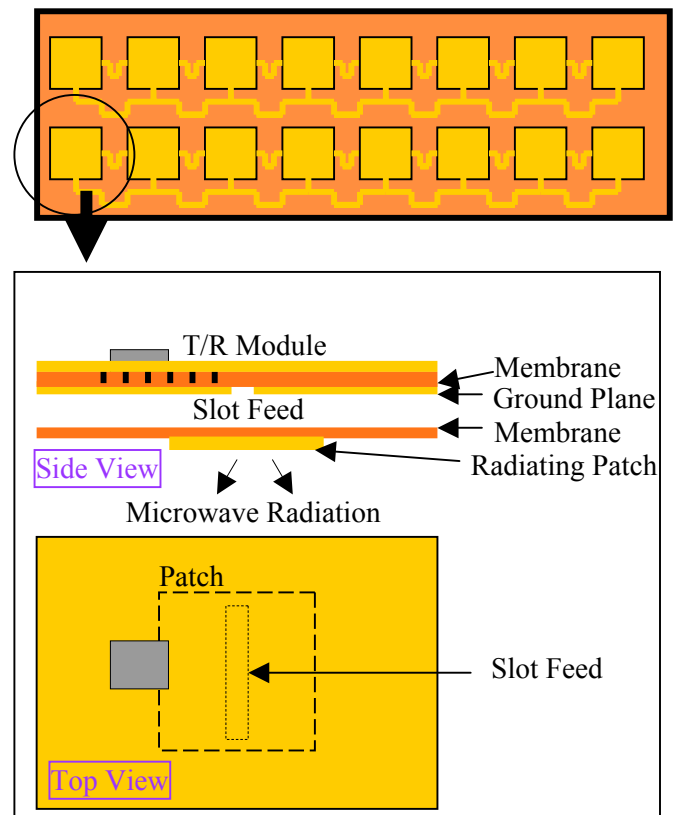 T/R Module
Membrane
Ground Plane
Slot Feed
Membrane
Side View
Radiating Patch
Microwave Radiation
Patch
Slot Feed
Top View